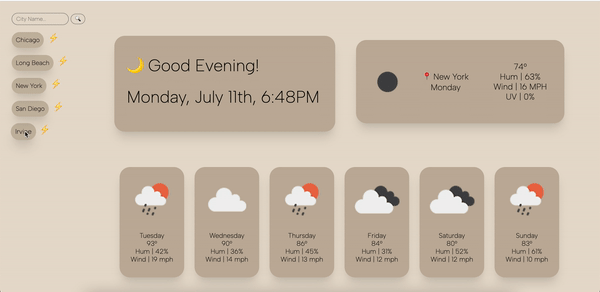 City Name...
Chicago
Long Beach
New York
San Diego
Irvine
Good Evening!
Monday, July 11th, 6:48PM
New York
Monday
74°
Hum | 63%
Wind | 16 MPH
UV | 0%
Tuesday
93°
Hum | 42%
Wind | 19 mph
Wednesday
90°
Hum | 36%
Wind | 14 mph
Thursday
86°
Hum | 45%
Wind | 13 mph
Friday
84°
Hum | 31%
Wind | 12 mph
Saturday
80°
Hum | 52%
Wind | 12 mph
Sunday
83°
Hum | 61%
Wind | 10 mph